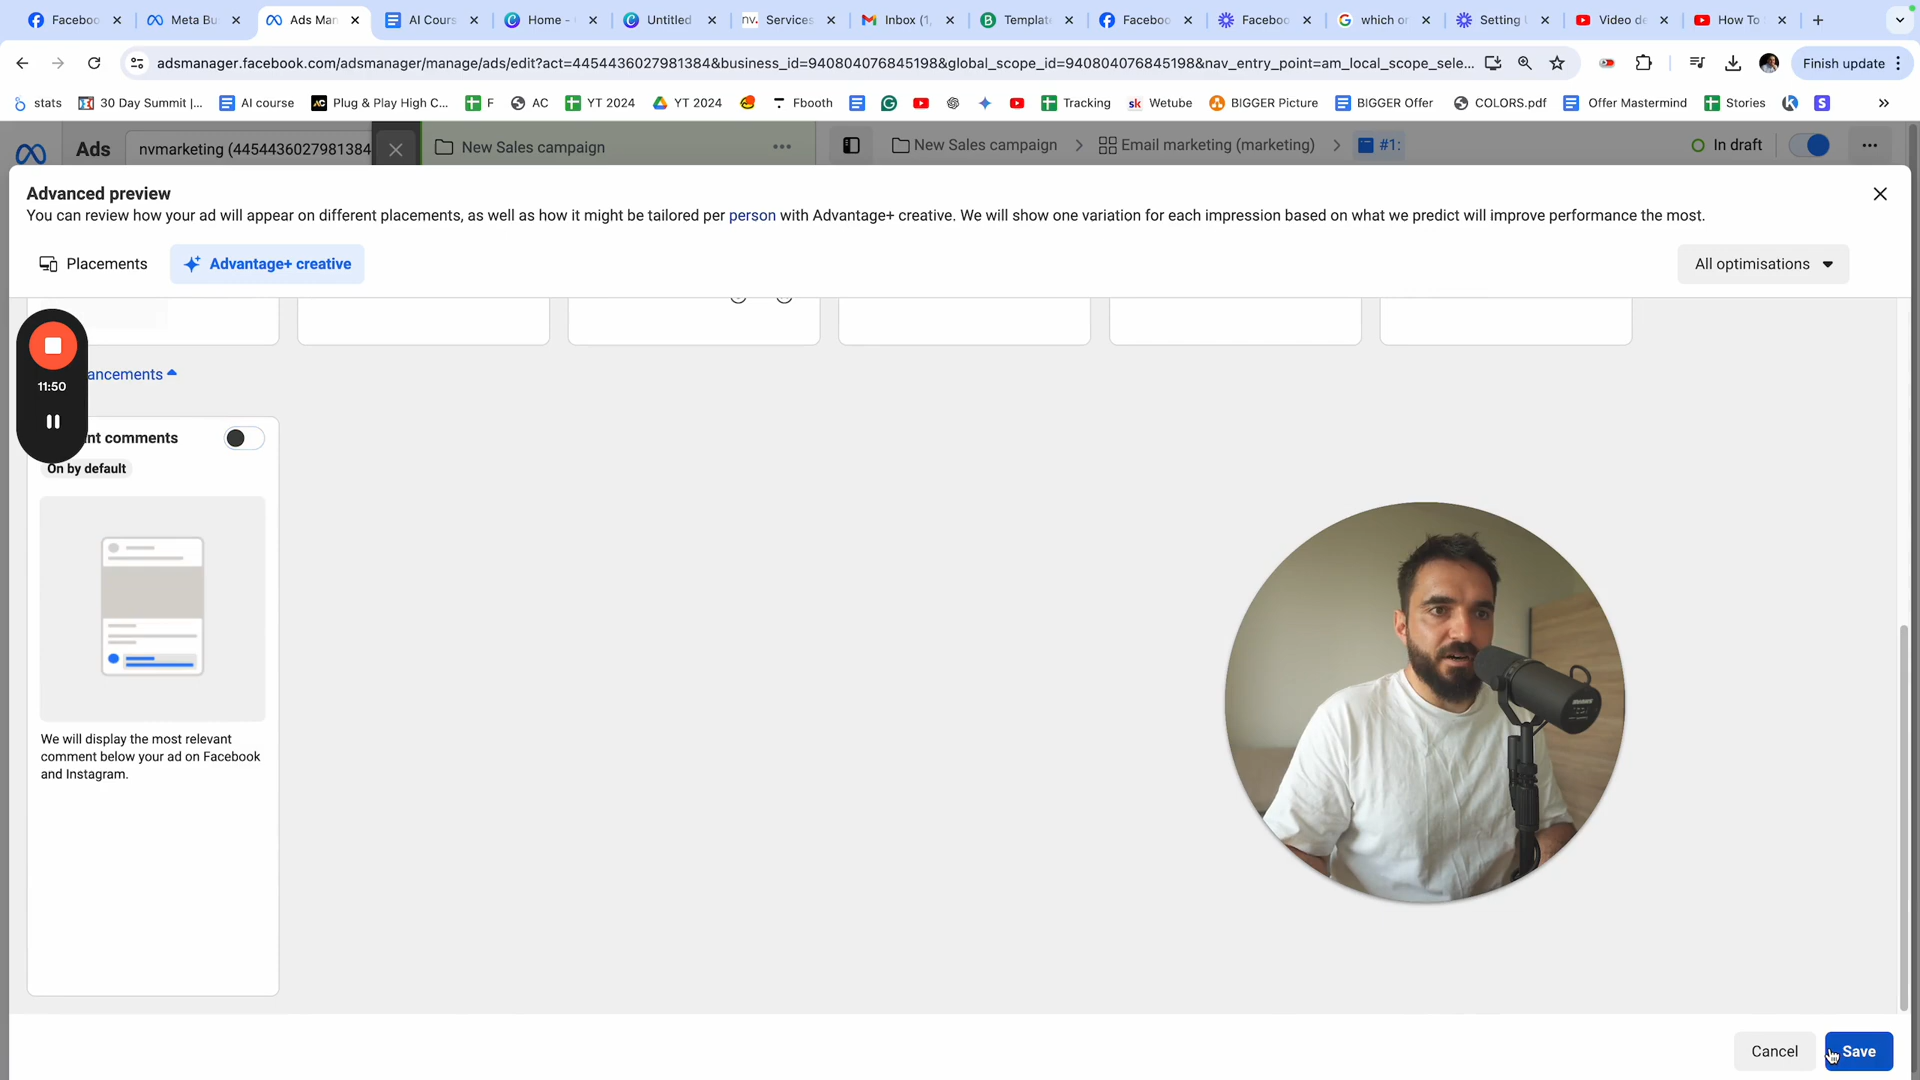 Facebo
Meta Bu
Ads Man
AI Cours
Home -
Untitled
nv. Services
Inbox (1,
Template
Faceboo
Facebo
which or
Setting
Video de
How To
adsmanager.facebook.com/adsmanager/manage/ads/edit?act=4454436027981384&business_id=940804076845198&global_scope_id=940804076845198&nav_entry_point=am_local_scope_sele...
Finish update
stats
30 Day Summit |...
AI course
Plug & Play High C...
F
AC
YT 2024
YT 2024
Fbooth
Tracking
sk Wetube
BIGGER Picture
BIGGER Offer
COLORS.pdf
Offer Mastermind
Stories
Ads
nvmarketing (4454436027981384
New Sales campaign
New Sales campaign
Email marketing (marketing)
#1:
In draft
Advanced preview
You can review how your ad will appear on different placements, as well as how it might be tailored per person with Advantage+ creative. We will show one variation for each impression based on what we predict will improve performance the most.
Placements
Advantage+ creative
All optimisations
11:50
ancements
nt comments
On by default
We will display the most relevant
comment below your ad on Facebook
and Instagram.
Cancel
Save